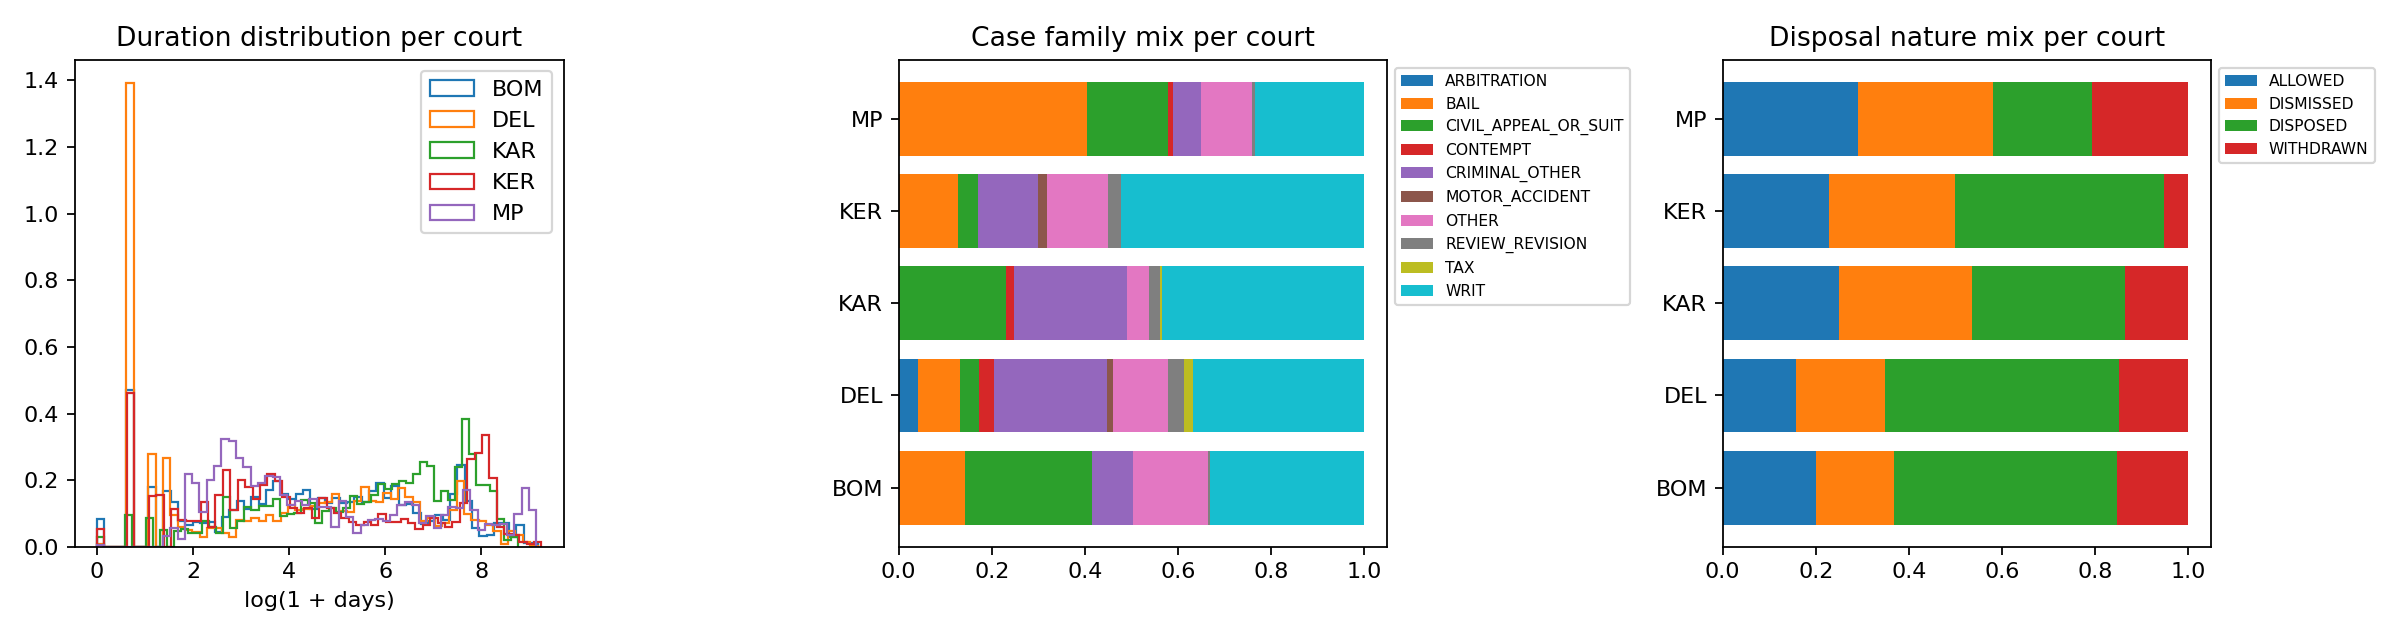 Duration distribution per court
1.4
1.2
1.0
0.8
0.6
0.4
0.2
0.0
0 2 4 6 8
log(1 + days)
BOM
DEL
KAR
KER
MP
Case family mix per court
MP
KER
KAR
DEL
BOM
0.0 0.2 0.4 0.6 0.8 1.0
ARBITRATION
BAIL
CIVIL_APPEAL_OR_SUIT
CONTEMPT
CRIMINAL_OTHER
MOTOR_ACCIDENT
OTHER
REVIEW_REVISION
TAX
WRIT
Disposal nature mix per court
MP
KER
KAR
DEL
BOM
0.0 0.2 0.4 0.6 0.8 1.0
ALLOWED
DISMISSED
DISPOSED
WITHDRAWN